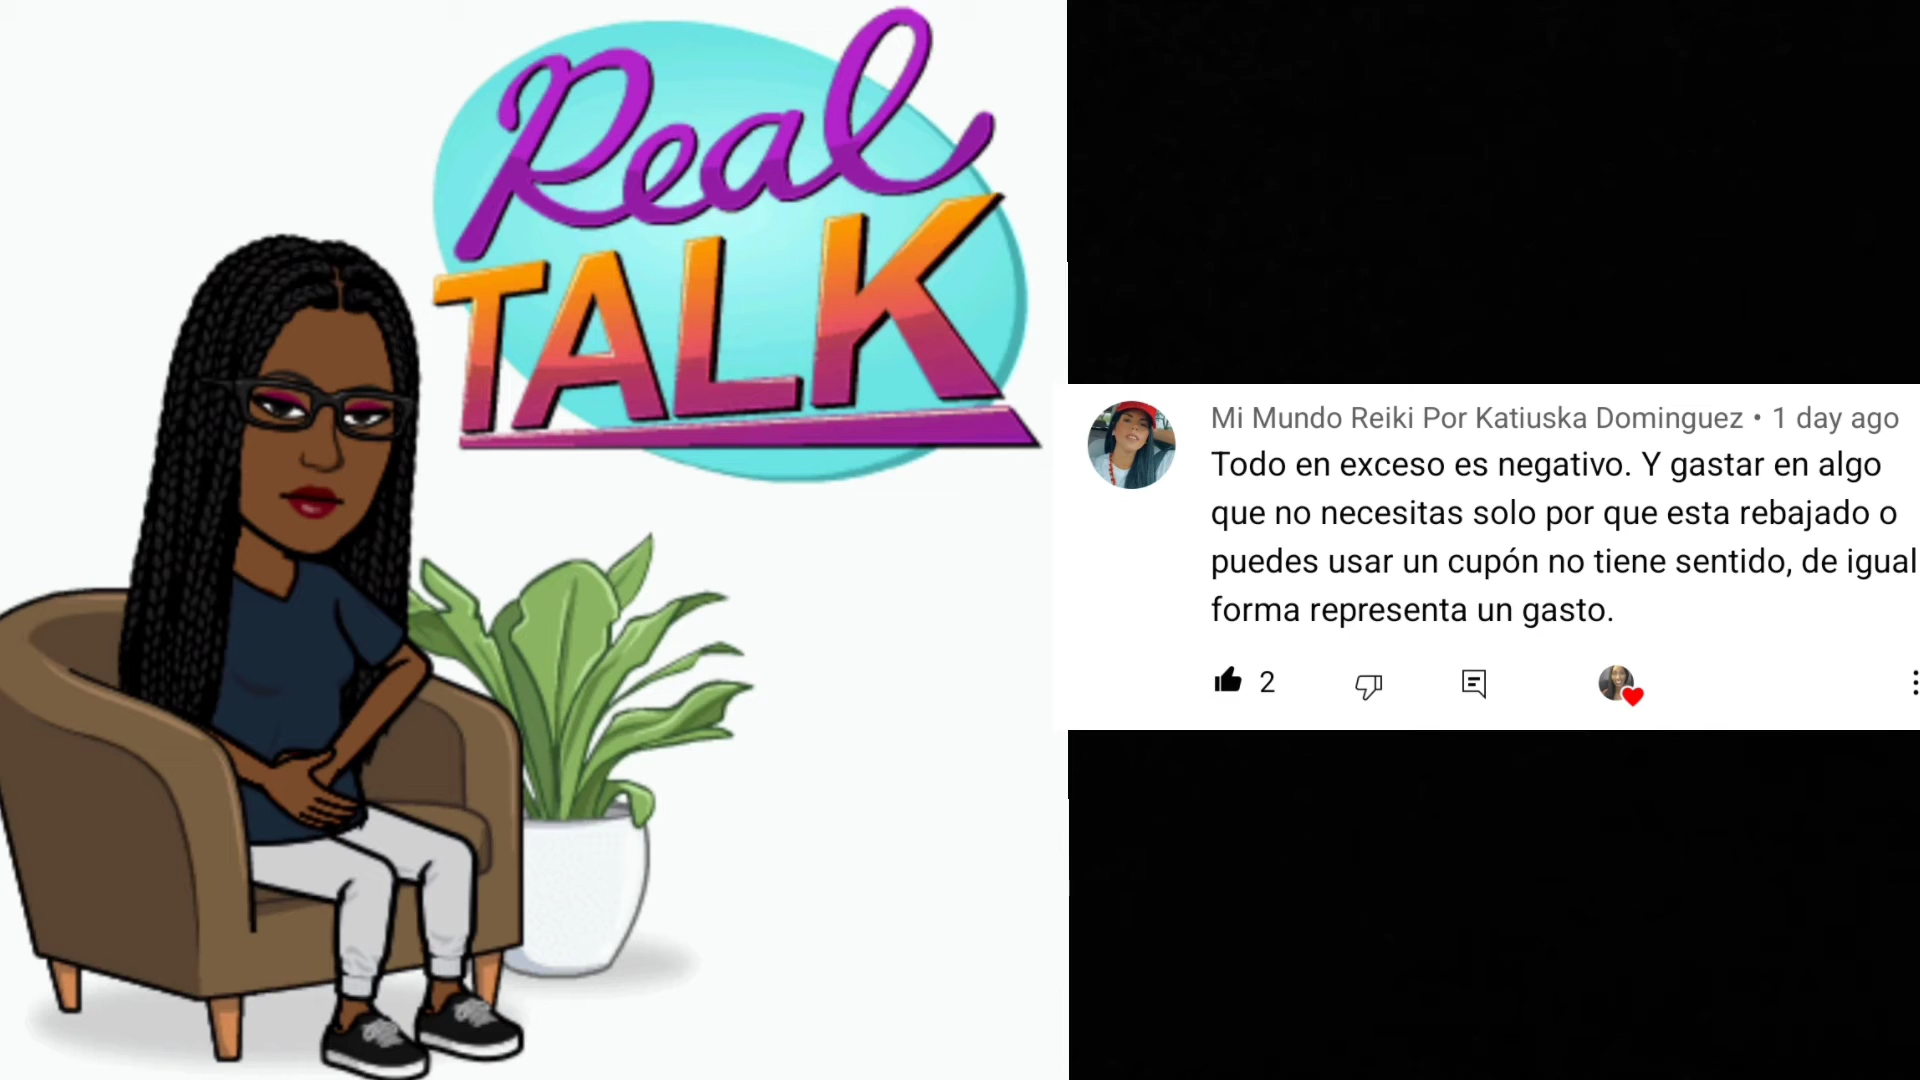 Real
TALK
Mi Mundo Reiki Por Katiuska Dominguez • 1 day ago
Todo en exceso es negativo. Y gastar en algo
que no necesitas solo por que esta rebajado o
puedes usar un cupón no tiene sentido, de igual
forma representa un gasto.
2